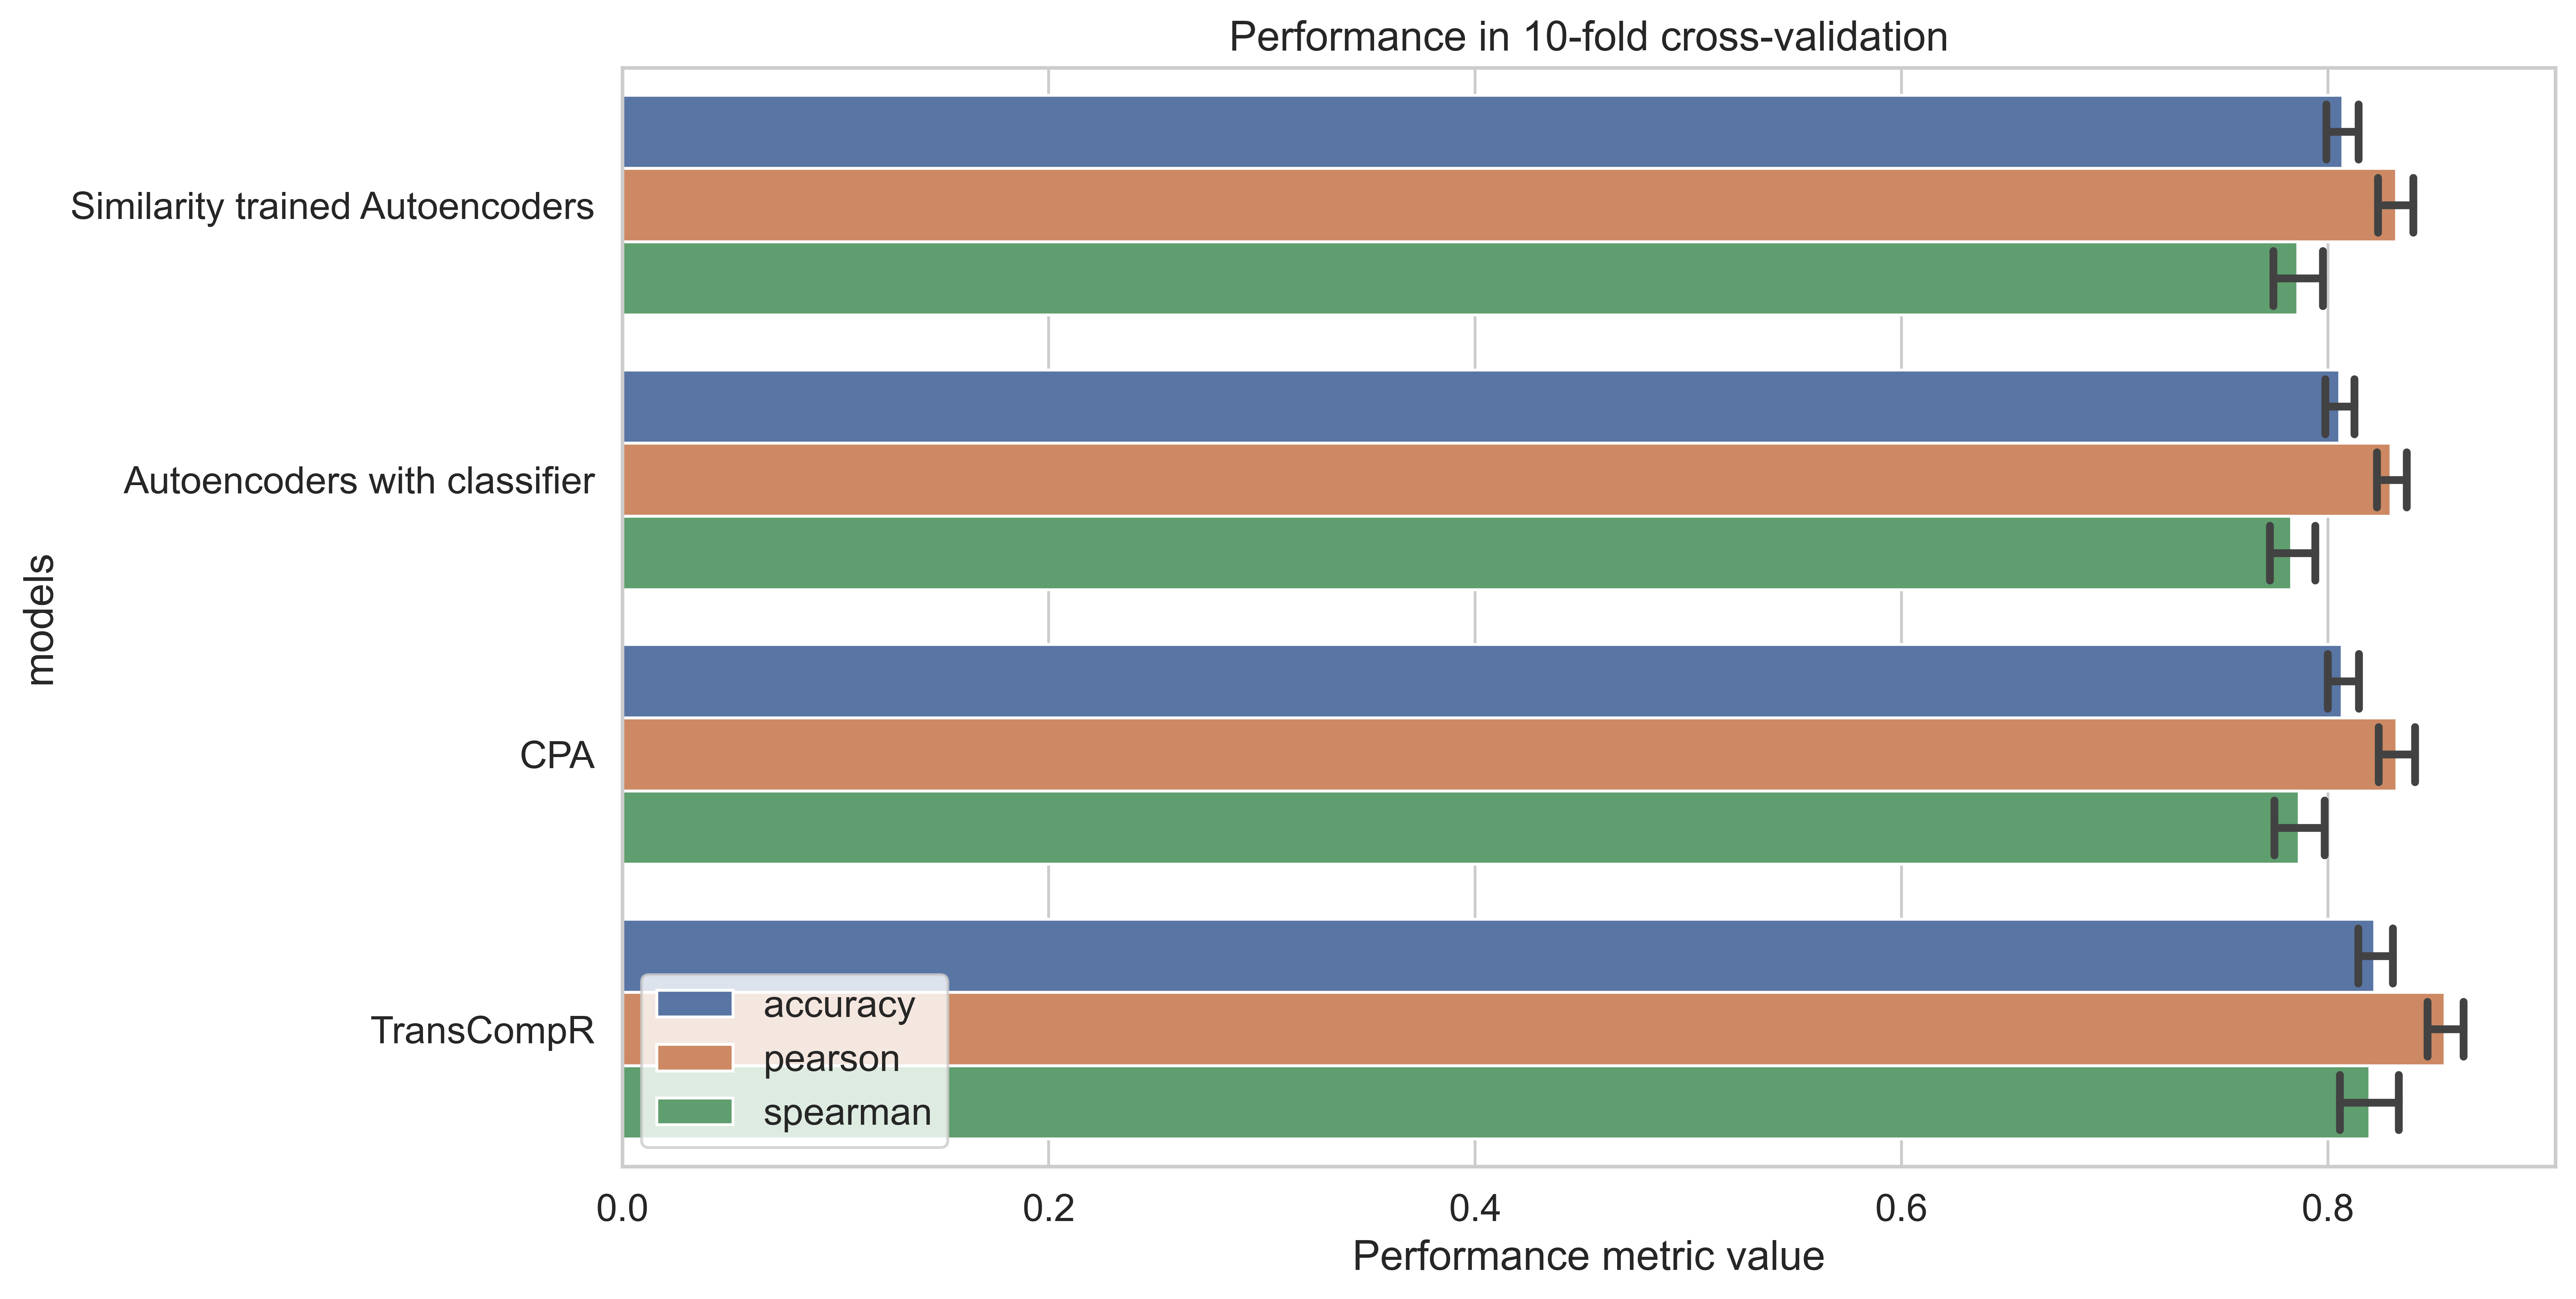 Performance in 10-fold cross-validation
Similarity trained Autoencoders
Autoencoders with classifier
CPA
TransCompR
models
accuracy
pearson
spearman
0.0 0.2 0.4 0.6 0.8
Performance metric value